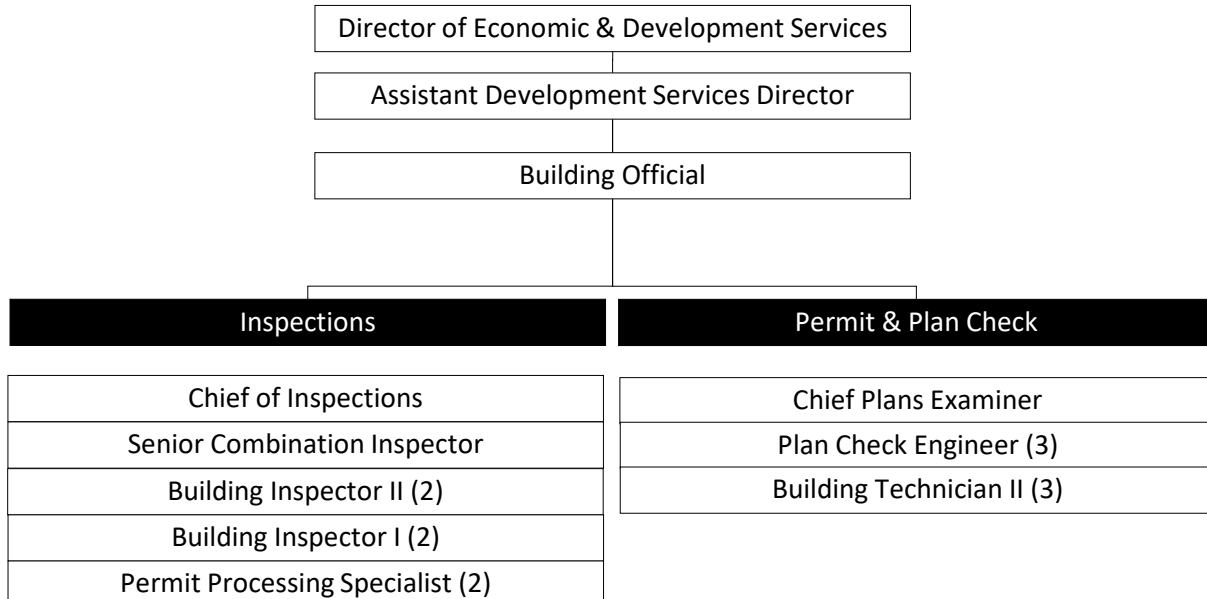 Director of Economic & Development Services
Assistant Development Services Director
Building Official
Inspections
Chief of Inspections
Senior Combination Inspector
Building Inspector II (2)
Building Inspector I (2)
Permit Processing Specialist (2)
Permit & Plan Check
Chief Plans Examiner
Plan Check Engineer (3)
Building Technician II (3)